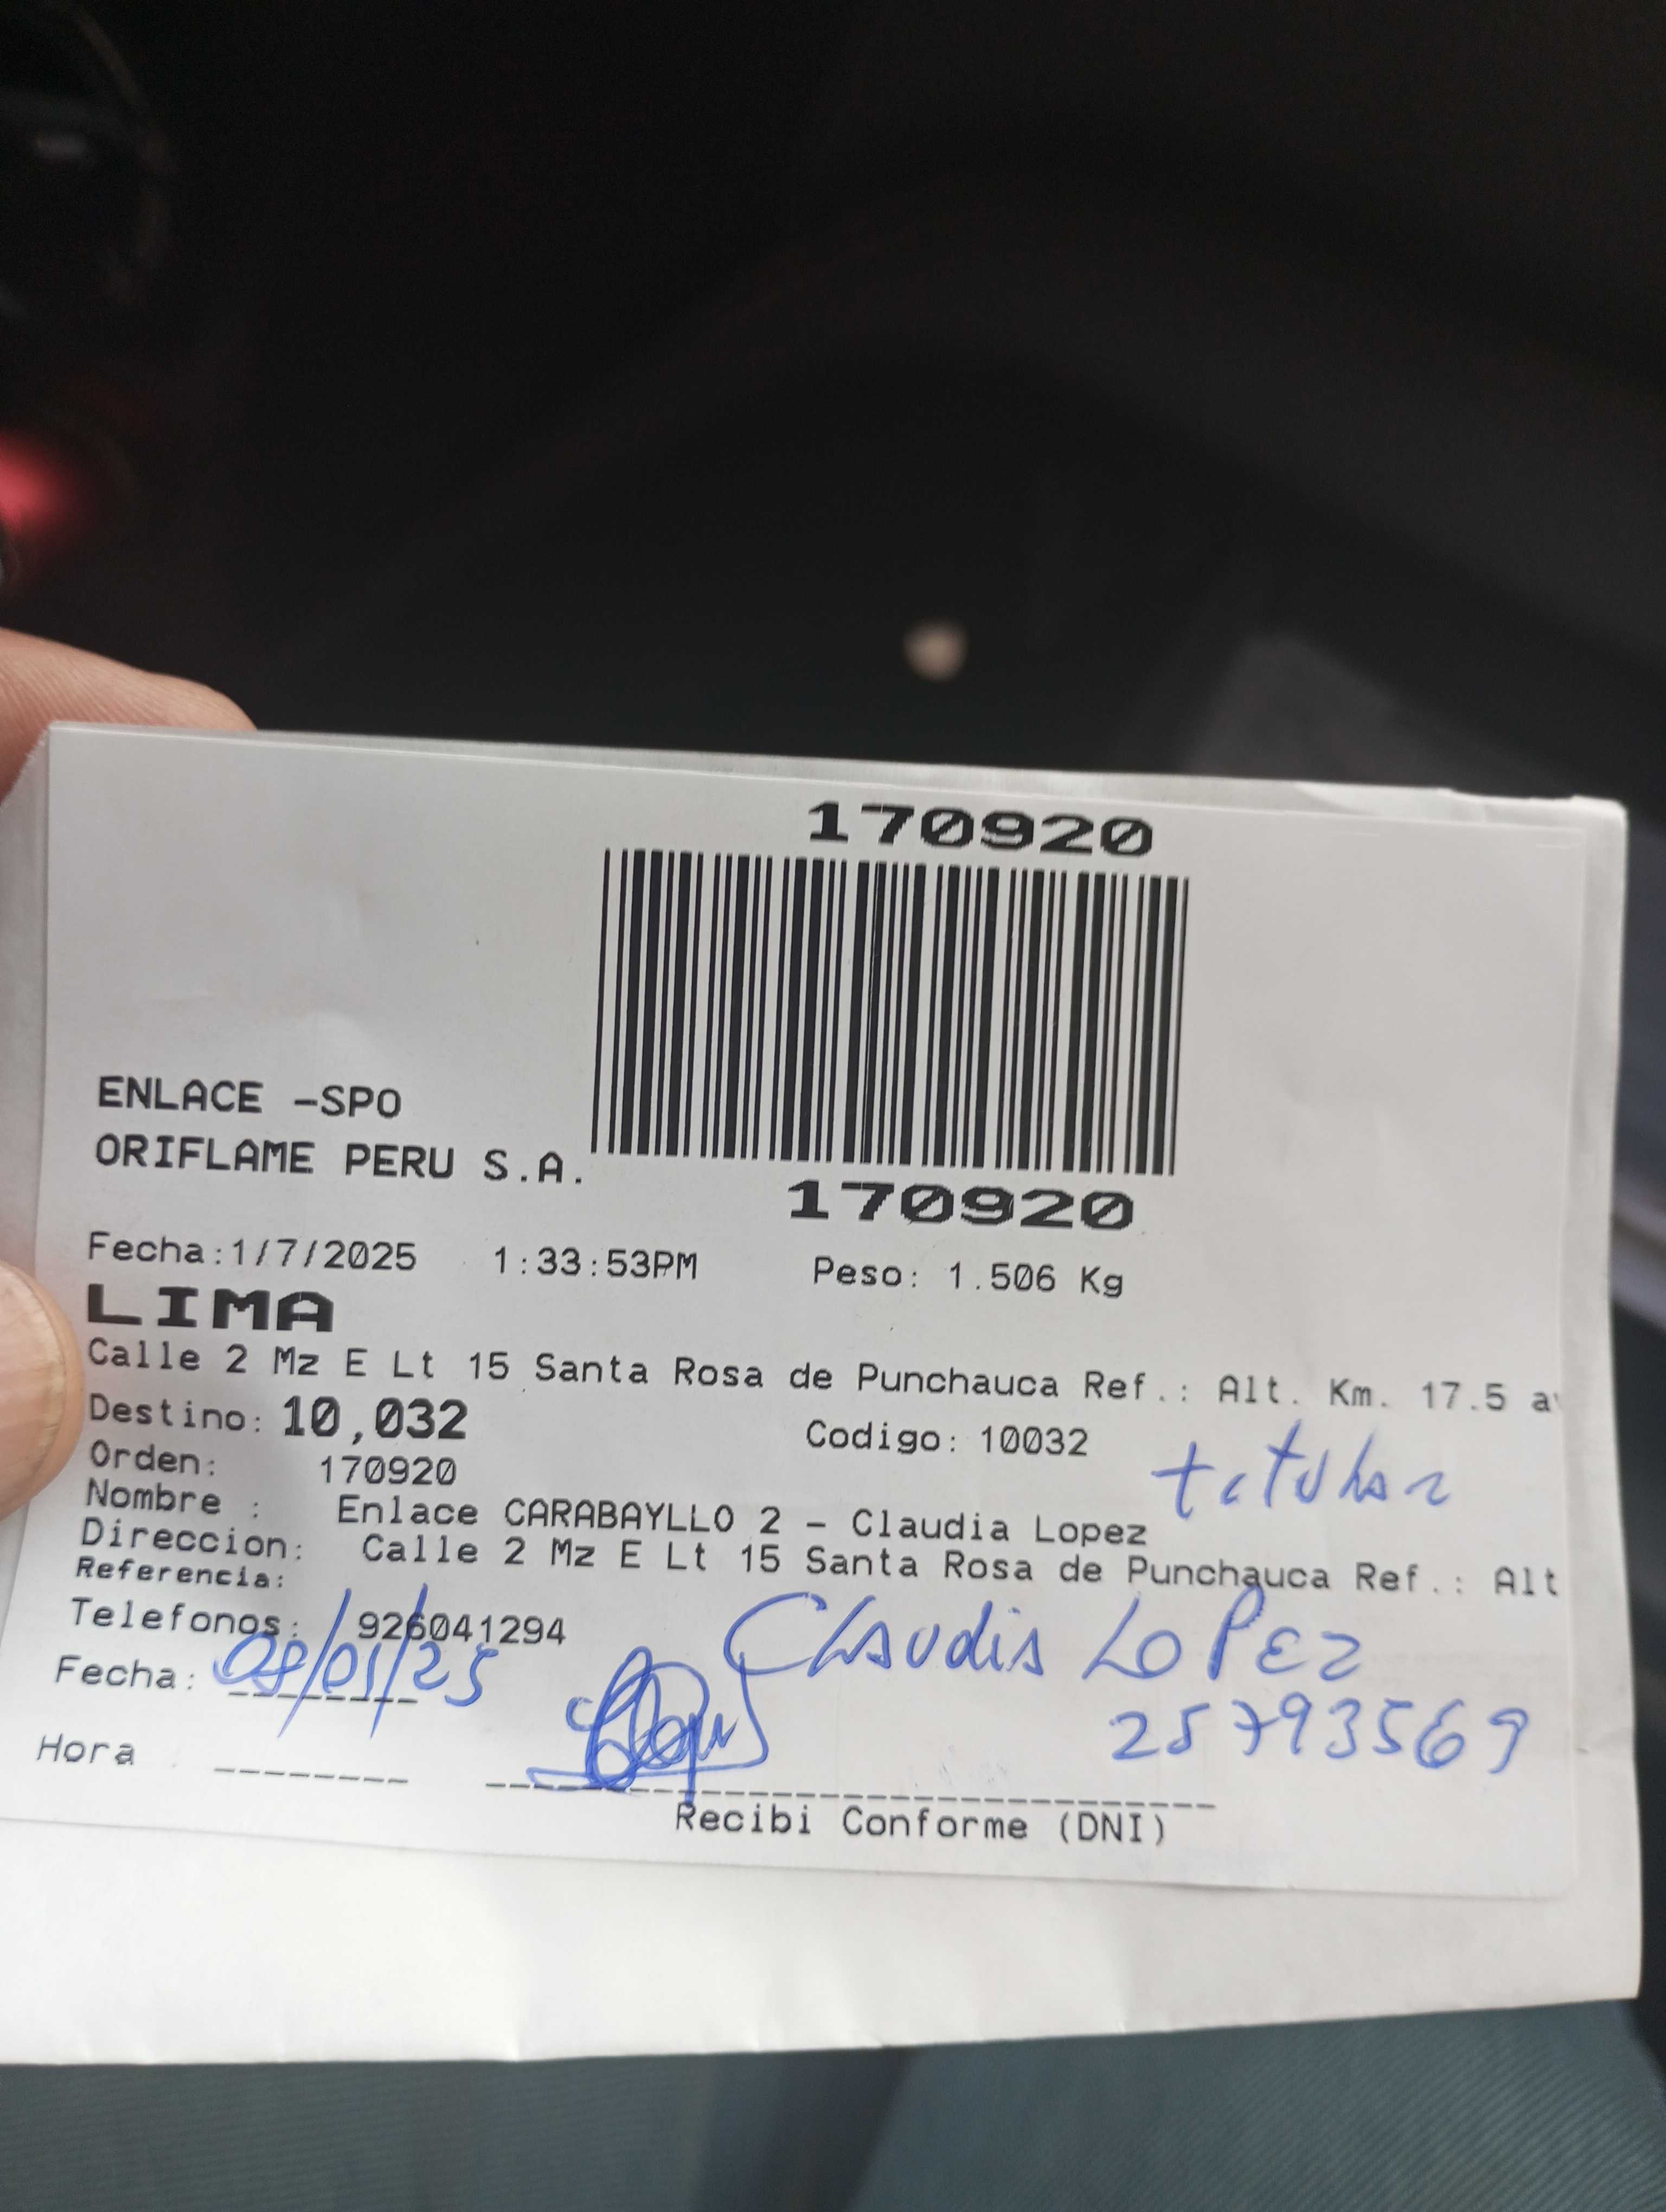 170920
ENLACE -SPO
ORIFLAME PERU S.A.
170920
Fecha:1/7/2025 1:33:53PM Peso: 1.506 Kg
LIMA
Calle 2 Mz E Lt 15 Santa Rosa de Punchauca Ref.: Alt. Km. 17.5 a
Destino: 10,032 Codigo: 10032
Orden: 170920
titular
Nombre : Enlace CARABAYLLO 2 - Claudia Lopez
Direccion: Calle 2 Mz E Lt 15 Santa Rosa de Punchauca Ref.: Alt
Referencia:
Telefonos: 926041294
Claudia LoPEz
Fecha: 08/01/25
25793569
Hora
Recibi Conforme (DNI)